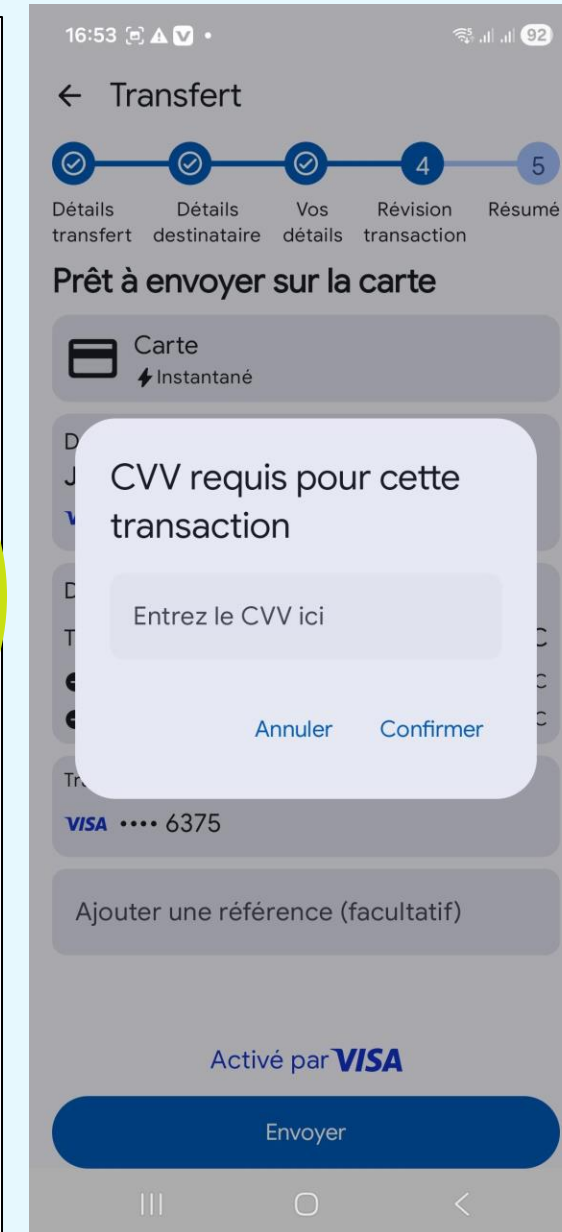 16:53
92
Transfert
4
5
Détails transfert
Détails destinataire
Vos détails
Révision transaction
Résumé
Prêt à envoyer sur la carte
Carte
Instantané
D
J
CVV requis pour cette
transaction
Entrez le CVV ici
D
T
C
C
C
Annuler Confirmer
Tr
VISA •••• 6375
Ajouter une référence (facultatif)
Activé par VISA
Envoyer